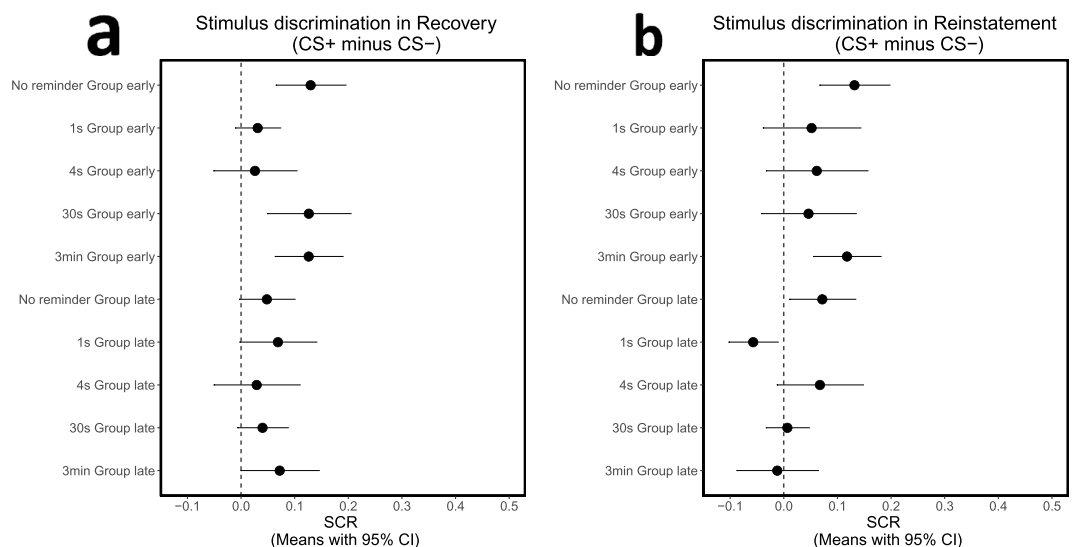 a
Stimulus discrimination in Recovery
(CS+ minus CS−)
No reminder Group early
1s Group early
4s Group early
30s Group early
3min Group early
No reminder Group late
1s Group late
4s Group late
30s Group late
3min Group late
−0.1 0.0 0.1 0.2 0.3 0.4 0.5
SCR
(Means with 95% CI)
b
Stimulus discrimination in Reinstatement
(CS+ minus CS−)
No reminder Group early
1s Group early
4s Group early
30s Group early
3min Group early
No reminder Group late
1s Group late
4s Group late
30s Group late
3min Group late
−0.1 0.0 0.1 0.2 0.3 0.4 0.5
SCR
(Means with 95% CI)